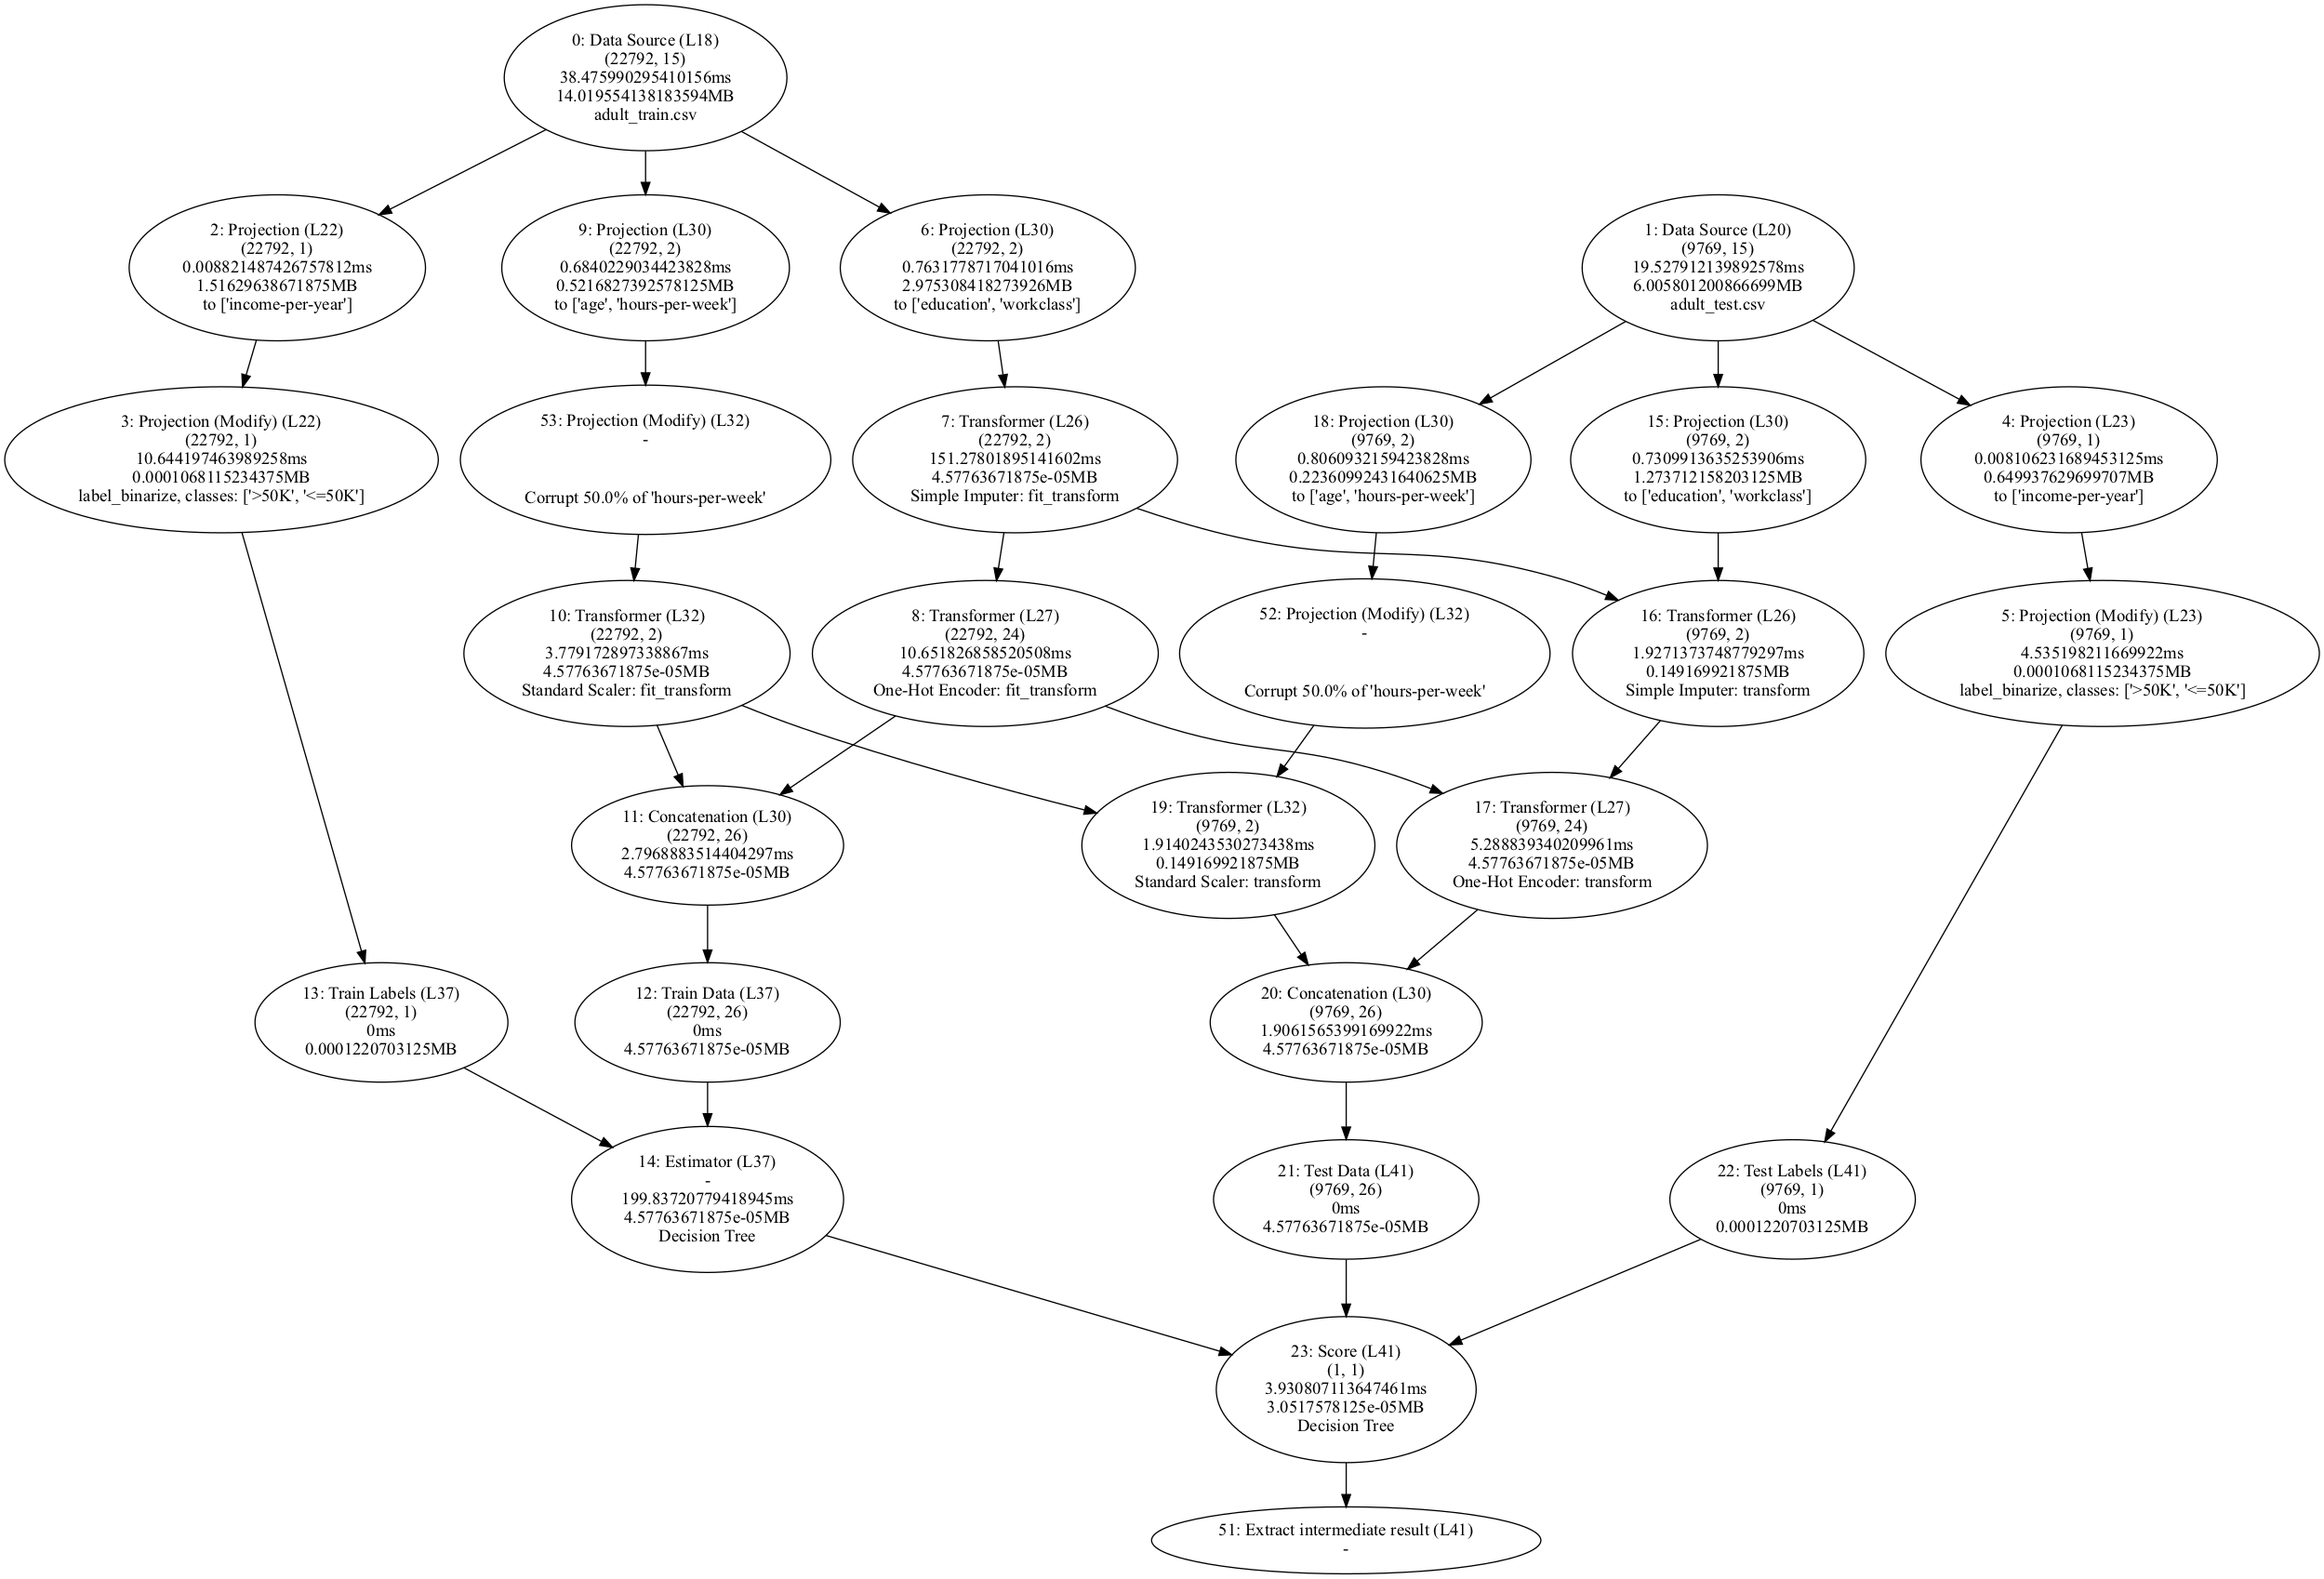 0: Data Source (L18)
(22792, 15)
38.475990295410156ms
14.019554138183594MB
adult_train.csv
2: Projection (L22)
(22792, 1)
0.008821487426757812ms
1.51629638671875MB
to ['income-per-year']
9: Projection (L30)
(22792, 2)
0.6840229034423828ms
0.5216827392578125MB
to ['age', 'hours-per-week']
6: Projection (L30)
(22792, 2)
0.7631778717041016ms
2.975308418273926MB
to ['education', 'workclass']
1: Data Source (L20)
(9769, 15)
19.527912139892578ms
6.005801200866699MB
adult_test.csv
3: Projection (Modify) (L22)
(22792, 1)
10.644197463989258ms
0.0001068115234375MB
label_binarize, classes: ['>50K', '<=50K']
53: Projection (Modify) (L32)
-
Corrupt 50.0% of 'hours-per-week'
7: Transformer (L26)
(22792, 2)
151.27801895141602ms
4.57763671875e-05MB
Simple Imputer: fit_transform
18: Projection (L30)
(9769, 2)
0.8060932159423828ms
0.22360992431640625MB
to ['age', 'hours-per-week']
15: Projection (L30)
(9769, 2)
0.7309913635253906ms
1.273712158203125MB
to ['education', 'workclass']
4: Projection (L23)
(9769, 1)
0.008106231689453125ms
0.649937629699707MB
to ['income-per-year']
10: Transformer (L32)
(22792, 2)
3.779172897338867ms
4.57763671875e-05MB
Standard Scaler: fit_transform
8: Transformer (L27)
(22792, 24)
10.651826858520508ms
4.57763671875e-05MB
One-Hot Encoder: fit_transform
52: Projection (Modify) (L32)
-
Corrupt 50.0% of 'hours-per-week'
16: Transformer (L26)
(9769, 2)
1.9271373748779297ms
0.149169921875MB
Simple Imputer: transform
5: Projection (Modify) (L23)
(9769, 1)
4.535198211669922ms
0.0001068115234375MB
label_binarize, classes: ['>50K', '<=50K']
11: Concatenation (L30)
(22792, 26)
2.7968883514404297ms
4.57763671875e-05MB
19: Transformer (L32)
(9769, 2)
1.9140243530273438ms
0.149169921875MB
Standard Scaler: transform
17: Transformer (L27)
(9769, 24)
5.288839340209961ms
4.57763671875e-05MB
One-Hot Encoder: transform
13: Train Labels (L37)
(22792, 1)
0ms
0.0001220703125MB
12: Train Data (L37)
(22792, 26)
0ms
4.57763671875e-05MB
20: Concatenation (L30)
(9769, 26)
1.9061565399169922ms
4.57763671875e-05MB
14: Estimator (L37)
-
199.83720779418945ms
4.57763671875e-05MB
Decision Tree
21: Test Data (L41)
(9769, 26)
0ms
4.57763671875e-05MB
22: Test Labels (L41)
(9769, 1)
0ms
0.0001220703125MB
23: Score (L41)
(1, 1)
3.930807113647461ms
3.0517578125e-05MB
Decision Tree
51: Extract intermediate result (L41)
-